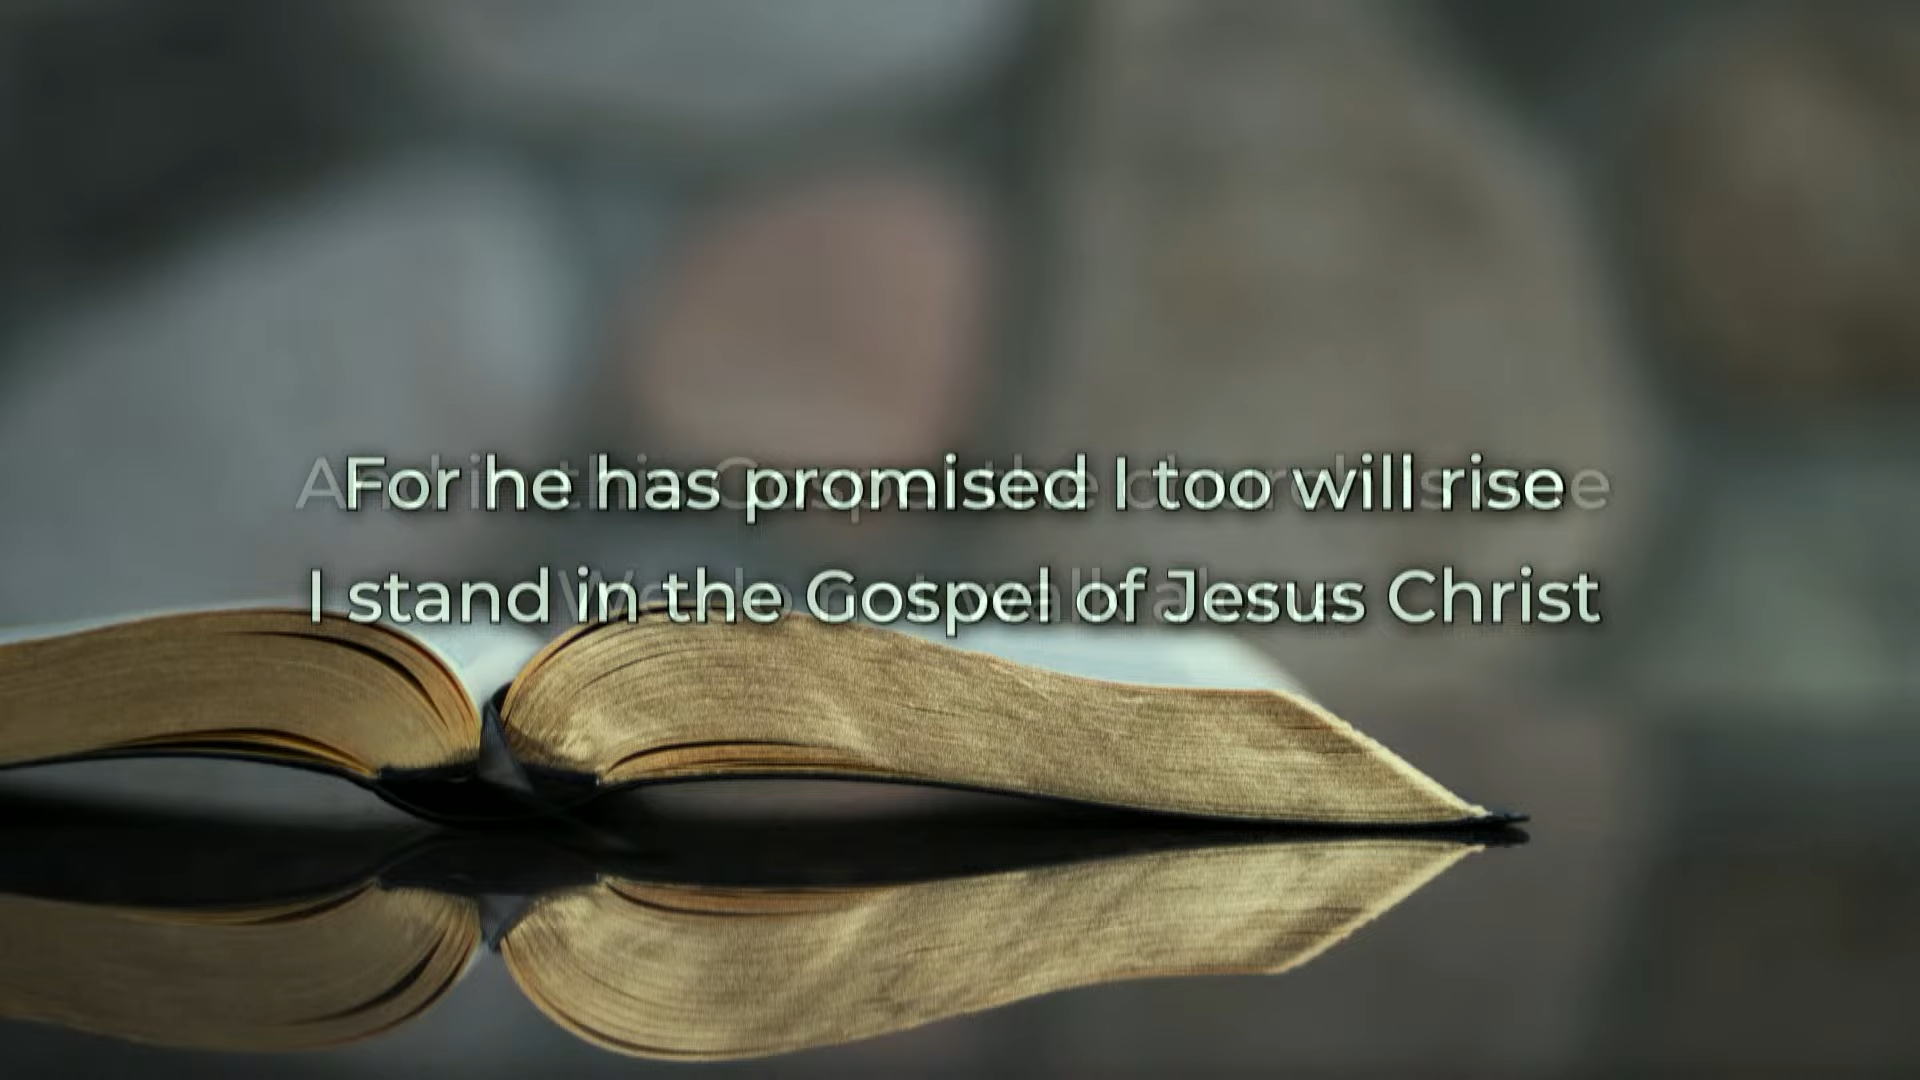 For he has promised I too will rise
I stand in the Gospel of Jesus Christ